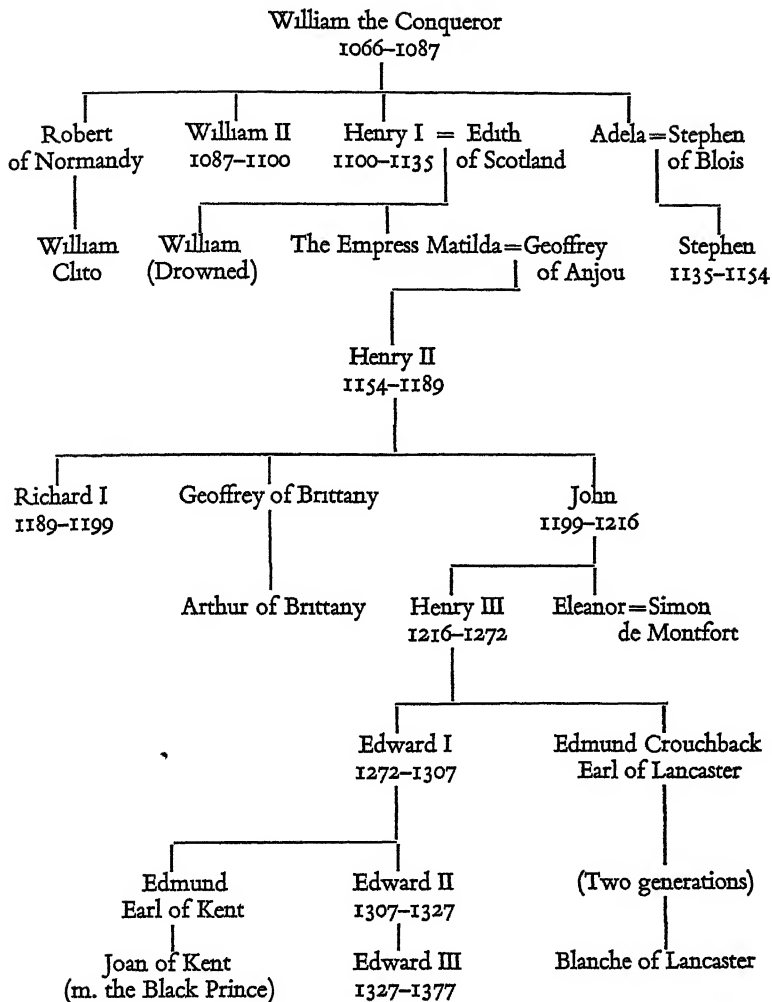 William the Conqueror
1066–1087
Robert
of Normandy
William II
1087–1100
Henry I = Edith
1100–1135 of Scotland
Adela=Stephen
of Blois
William
Clito
William
(Drowned)
The Empress Matilda=Geoffrey
of Anjou
Stephen
1135–1154
Henry II
1154–1189
Richard I
1189–1199
Geoffrey of Brittany
John
1199–1216
Arthur of Brittany
Henry III
1216–1272
Eleanor=Simon
de Montfort
Edward I
1272–1307
Edmund Crouchback
Earl of Lancaster
Edmund
Earl of Kent
Edward II
1307–1327
(Two generations)
Joan of Kent
(m. the Black Prince)
Edward III
1327–1377
Blanche of Lancaster